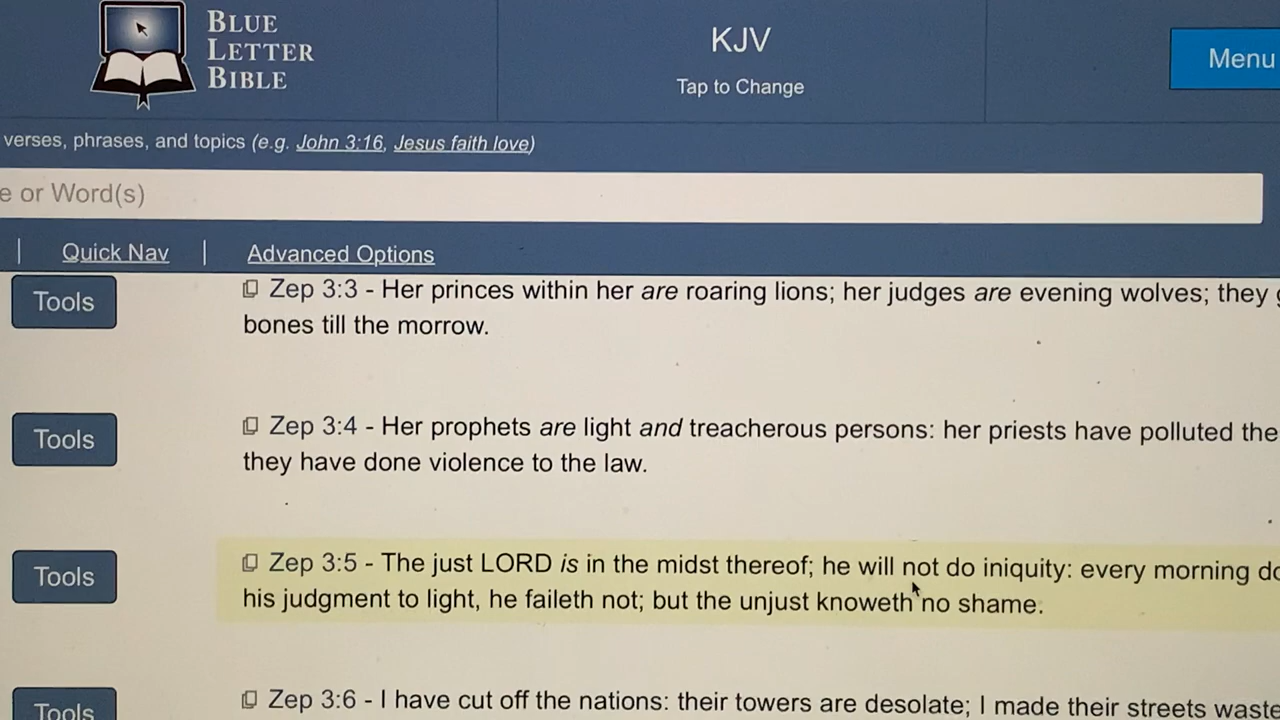 BLUE
LETTER
BIBLE
KJV
Tap to Change
Menu
verses, phrases, and topics (e.g. John 3:16, Jesus faith love)
e or Word(s)
| Quick Nav | Advanced Options
Tools
Zep 3:3 - Her princes within her are roaring lions; her judges are evening wolves; they
bones till the morrow.
Tools
Zep 3:4 - Her prophets are light and treacherous persons: her priests have polluted the
they have done violence to the law.
Tools
Zep 3:5 - The just LORD is in the midst thereof; he will not do iniquity: every morning do
his judgment to light, he faileth not; but the unjust knoweth no shame.
Tools
Zep 3:6 - I have cut off the nations: their towers are desolate; I made their streets waste